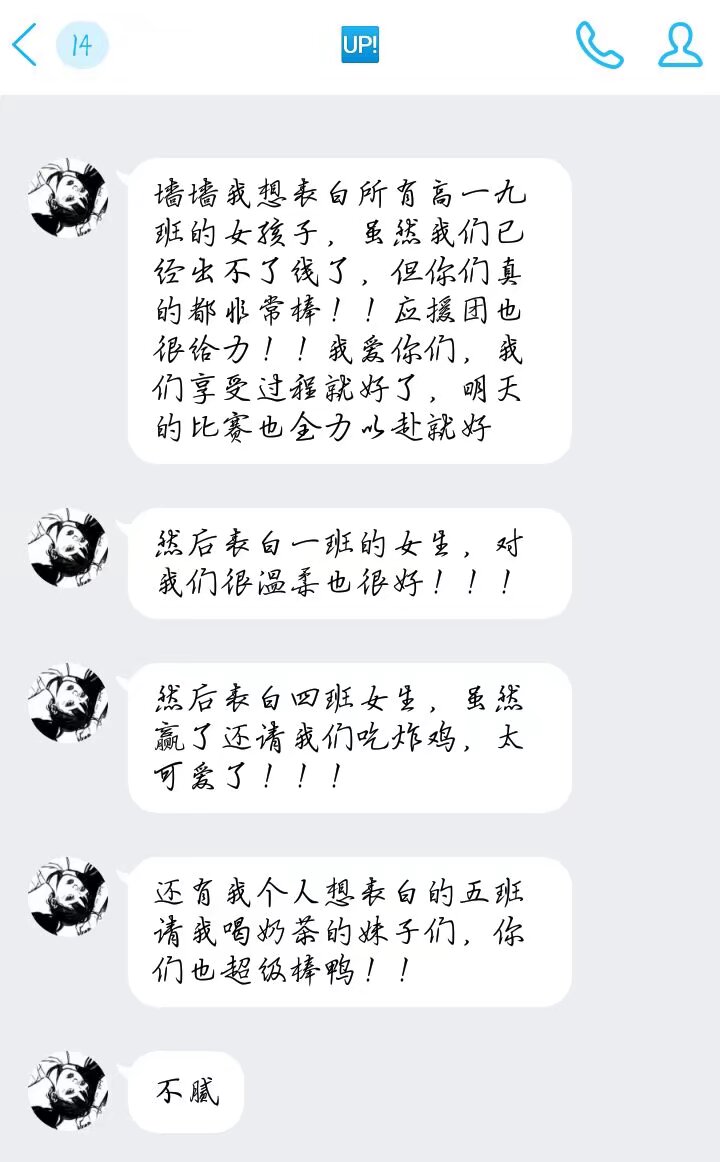 14
UP!
墙墙我想表白所有高一九
班的女孩子，虽然我们已
经出不了线了，但你们真
的都非常棒！！应援团也
很给力！！我爱你们，我
们享受过程就好了，明天
的比赛也全力以赴就好
然后表白一班的女生，对
我们很温柔也很好！！！
然后表白四班女生，虽然
赢了还请我们吃炸鸡，太
可爱了！！！
还有我个人想表白的五班
请我喝奶茶的妹子们，你
们也超级棒鸭！！
不腻